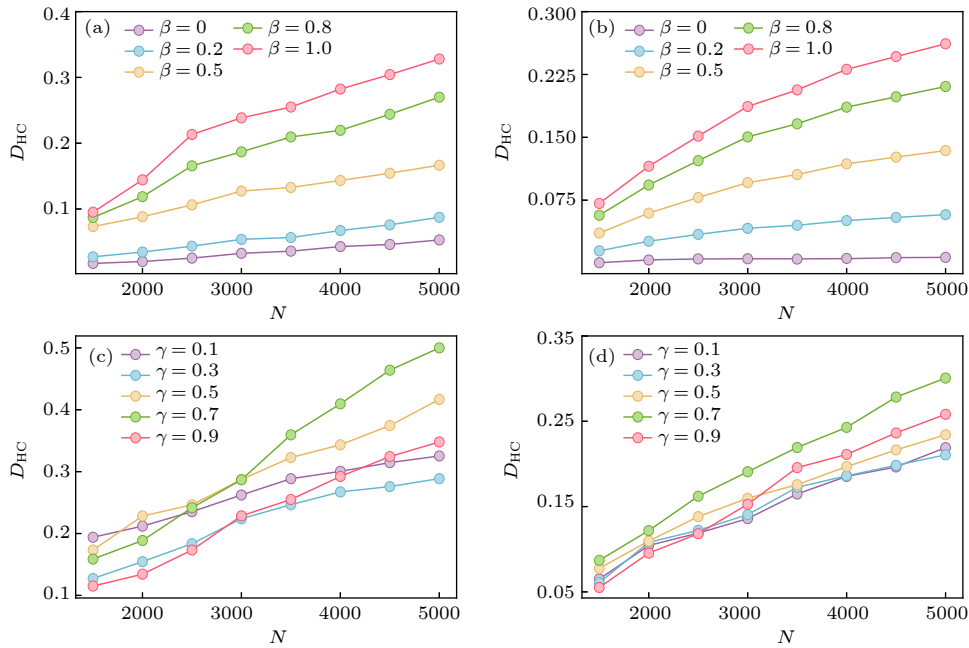 (a)
β = 0
β = 0.2
β = 0.5
β = 0.8
β = 1.0
0.4
0.3
0.2
0.1
D_HC
2000
3000
4000
5000
N
(b)
β = 0
β = 0.2
β = 0.5
β = 0.8
β = 1.0
0.300
0.225
0.150
0.075
D_HC
2000
3000
4000
5000
N
(c)
γ = 0.1
γ = 0.3
γ = 0.5
γ = 0.7
γ = 0.9
0.5
0.4
0.3
0.2
0.1
D_HC
2000
3000
4000
5000
N
(d)
γ = 0.1
γ = 0.3
γ = 0.5
γ = 0.7
γ = 0.9
0.35
0.25
0.15
0.05
D_HC
2000
3000
4000
5000
N